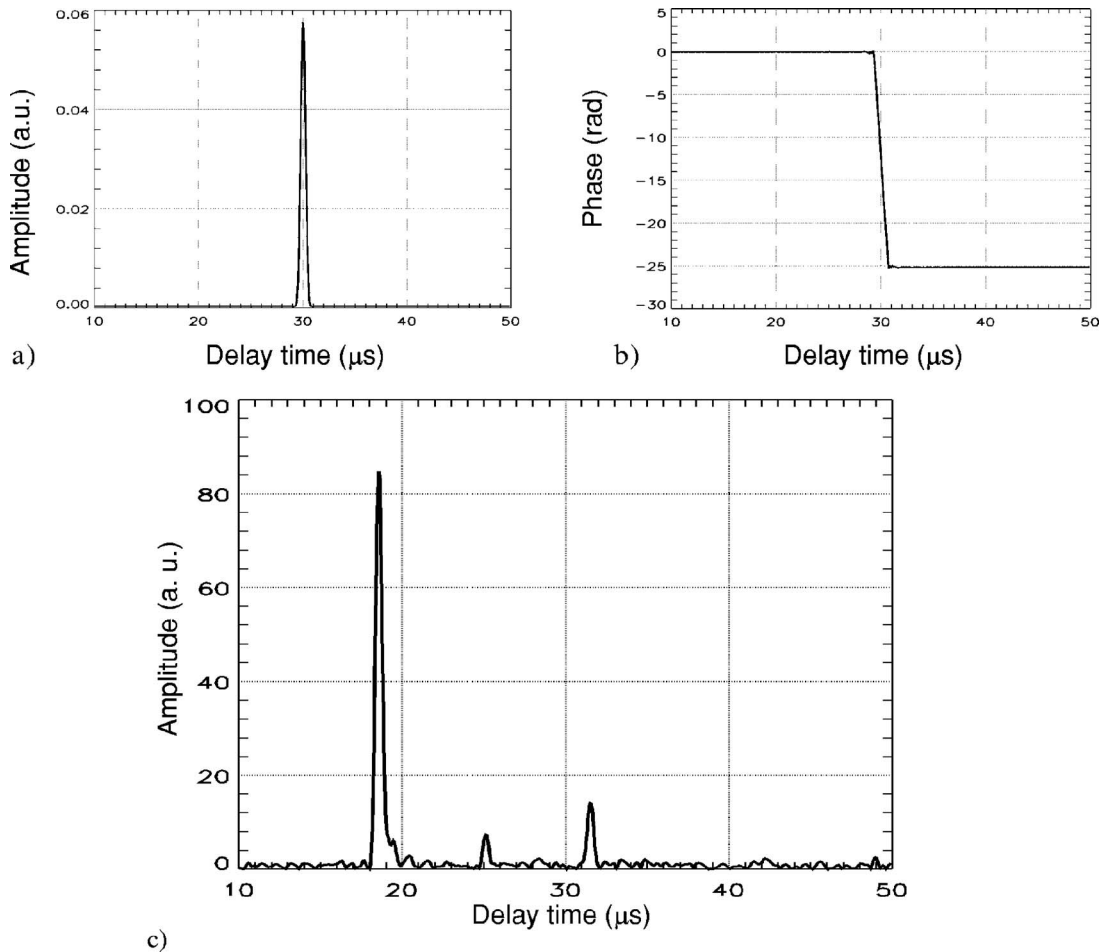 0.06
0.04
0.02
0.00
Amplitude (a.u.)
10 20 30 40 50
Delay time (μs)
a)
5
0
−5
−10
−15
−20
−25
−30
Phase (rad)
10 20 30 40 50
Delay time (μs)
b)
100
80
60
40
20
0
Amplitude (a. u.)
10 20 30 40 50
Delay time (μs)
c)